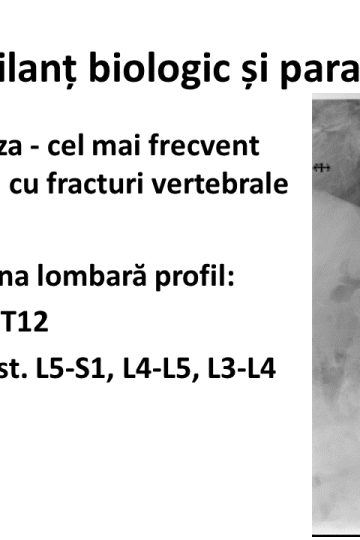 ilanț biologic și para
za - cel mai frecvent
cu fracturi vertebrale
na lombară profil:
T12
st. L5-S1, L4-L5, L3-L4